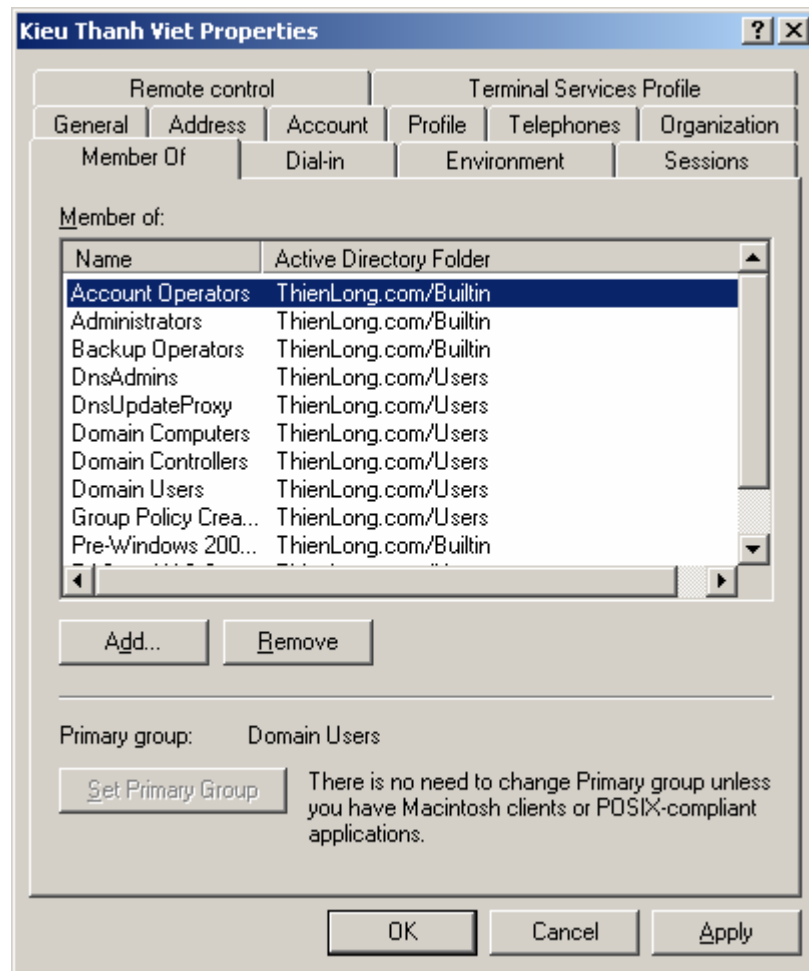 Kieu Thanh Viet Properties
Remote control Terminal Services Profile
General Address Account Profile Telephones Organization
Member Of Dial-in Environment Sessions
Member of:
Name Active Directory Folder
Account Operators ThienLong.com/Builtin
Administrators ThienLong.com/Builtin
Backup Operators ThienLong.com/Builtin
DnsAdmins ThienLong.com/Users
DnsUpdateProxy ThienLong.com/Users
Domain Computers ThienLong.com/Users
Domain Controllers ThienLong.com/Users
Domain Users ThienLong.com/Users
Group Policy Crea... ThienLong.com/Users
Pre-Windows 200... ThienLong.com/Builtin
Add... Remove
Primary group: Domain Users
Set Primary Group
There is no need to change Primary group unless
you have Macintosh clients or POSIX-compliant
applications.
OK Cancel Apply